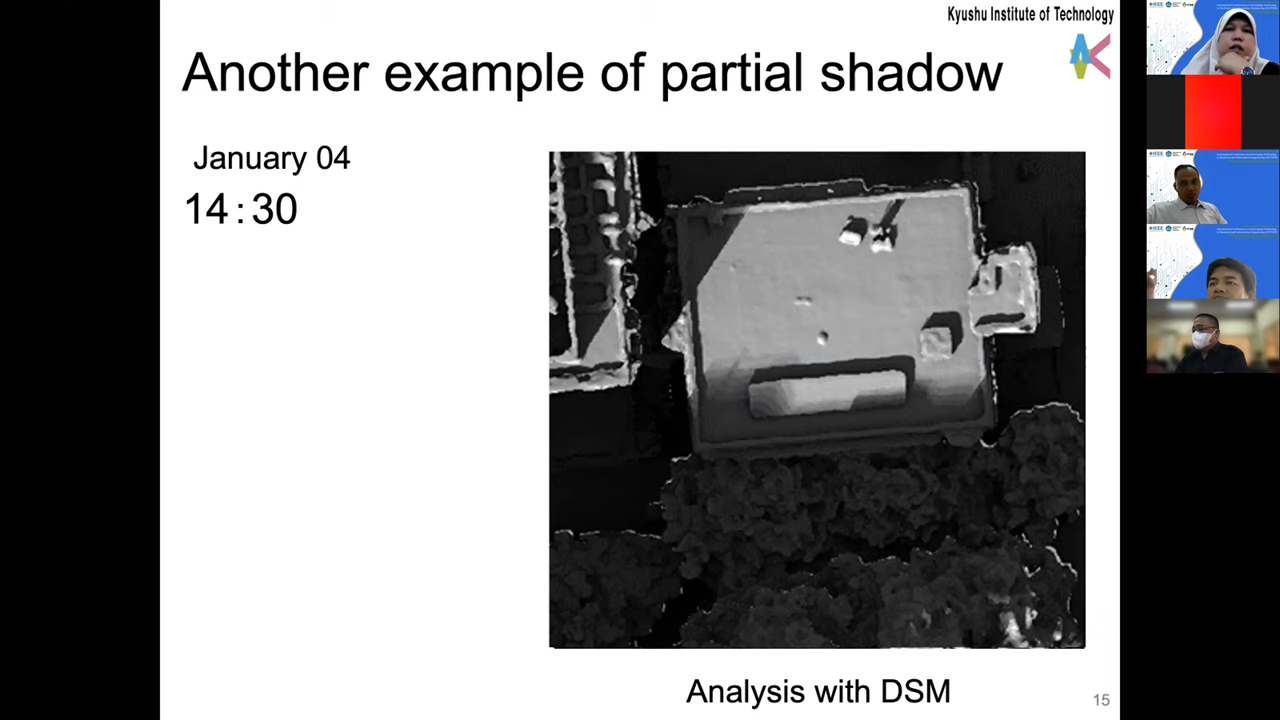 Kyushu Institute of Technology
Another example of partial shadow
January 04
14:30
Analysis with DSM
15